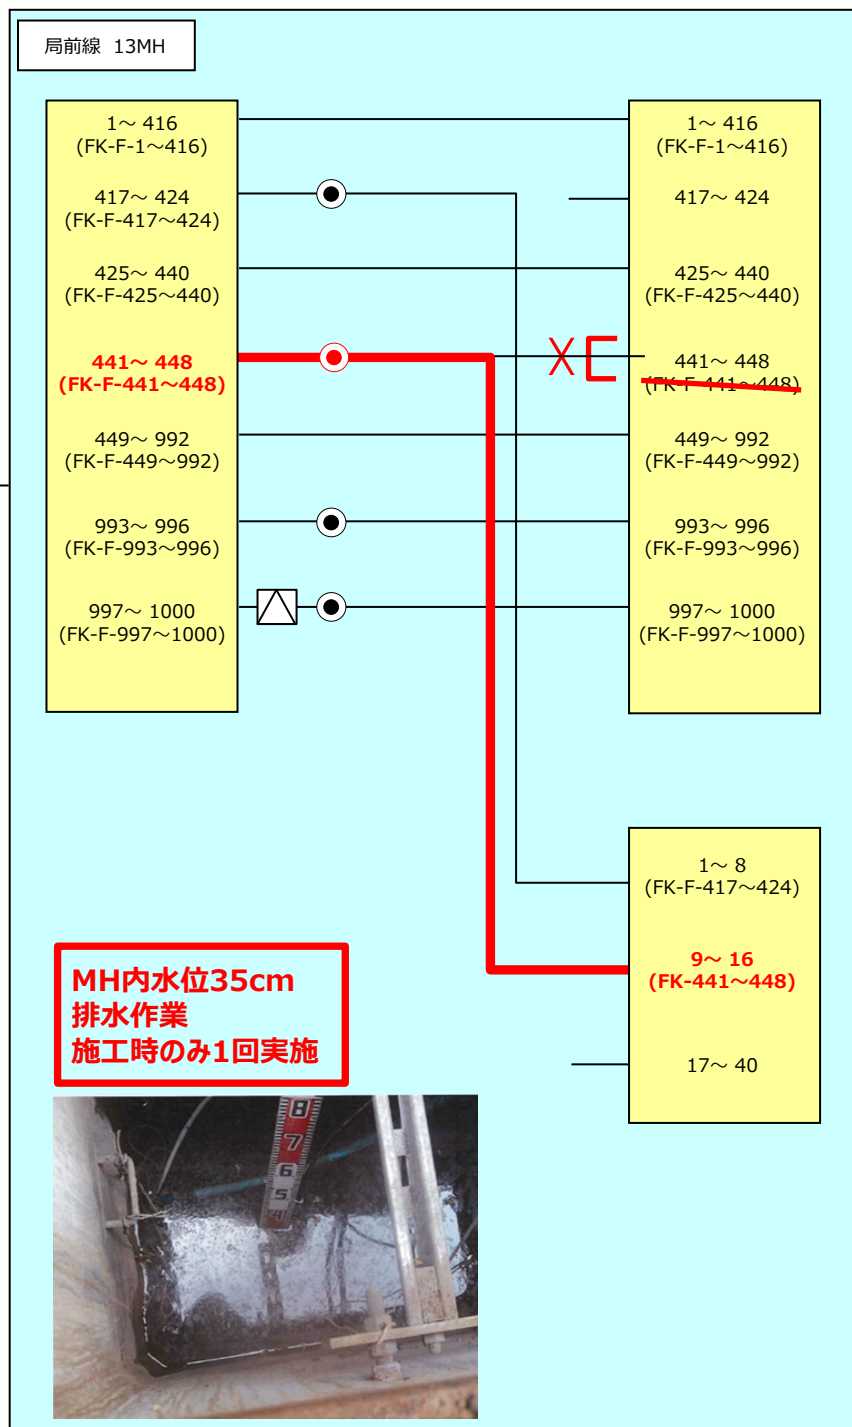 局前線 13MH
1～ 416
(FK-F-1～416)
417～ 424
(FK-F-417～424)
425～ 440
(FK-F-425～440)
441～ 448
(FK-F-441～448)
449～ 992
(FK-F-449～992)
993～ 996
(FK-F-993～996)
997～ 1000
(FK-F-997～1000)
X
1～ 416
(FK-F-1～416)
417～ 424
425～ 440
(FK-F-425～440)
441～ 448
(FK-F-441～448)
449～ 992
(FK-F-449～992)
993～ 996
(FK-F-993～996)
997～ 1000
(FK-F-997～1000)
1～ 8
(FK-F-417～424)
9～ 16
(FK-441～448)
17～ 40
MH内水位35cm
排水作業
施工時のみ1回実施
8
7
6
5
4